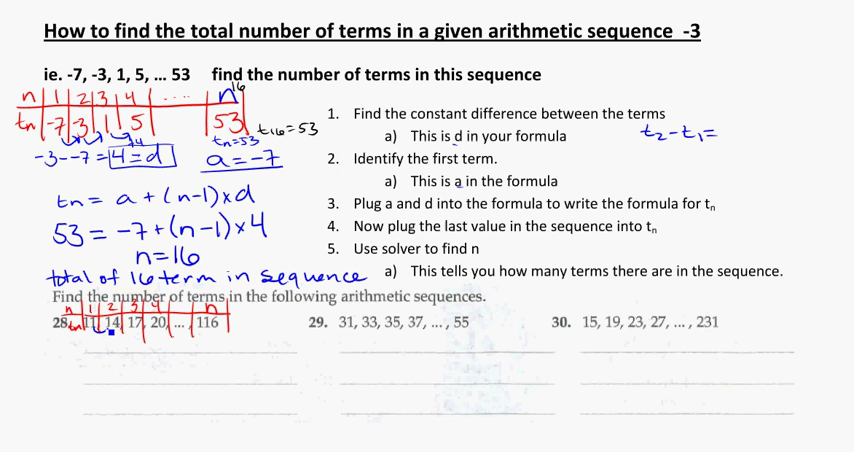 How to find the total number of terms in a given arithmetic sequence -3
ie. -7, -3, 1, 5, ... 53 find the number of terms in this sequence
n 1 2 3 4 .... n 16
tn -7 -3 1 5 53 t16=53
+4
tn=53
-3--7=4=d a=-7
tn= a+(n-1)xd
53= -7+(n-1)x4
n=16
total of 16 term in sequence
1. Find the constant difference between the terms
a) This is d in your formula t2-t1=
2. Identify the first term.
a) This is a in the formula
3. Plug a and d into the formula to write the formula for tn
4. Now plug the last value in the sequence into tn
5. Use solver to find n
a) This tells you how many terms there are in the sequence.
Find the number of terms in the following arithmetic sequences.
n 1 2 3 4 n
tn
28. 11, 14, 17, 20, ... , 116
29. 31, 33, 35, 37, ... , 55
30. 15, 19, 23, 27, ... , 231